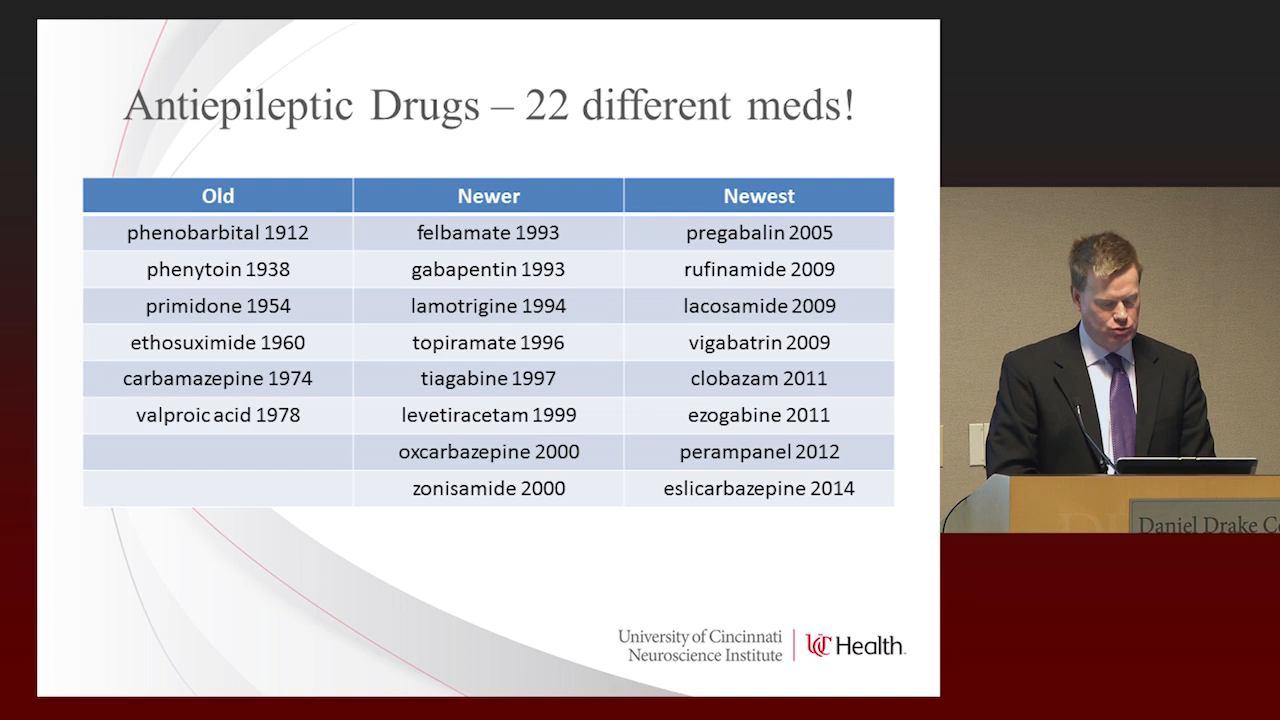 Antiepileptic Drugs – 22 different meds!
Old Newer Newest
phenobarbital 1912 felbamate 1993 pregabalin 2005
phenytoin 1938 gabapentin 1993 rufinamide 2009
primidone 1954 lamotrigine 1994 lacosamide 2009
ethosuximide 1960 topiramate 1996 vigabatrin 2009
carbamazepine 1974 tiagabine 1997 clobazam 2011
valproic acid 1978 levetiracetam 1999 ezogabine 2011
oxcarbazepine 2000 perampanel 2012
zonisamide 2000 eslicarbazepine 2014
Daniel Drake
University of Cincinnati
Neuroscience Institute
UC Health